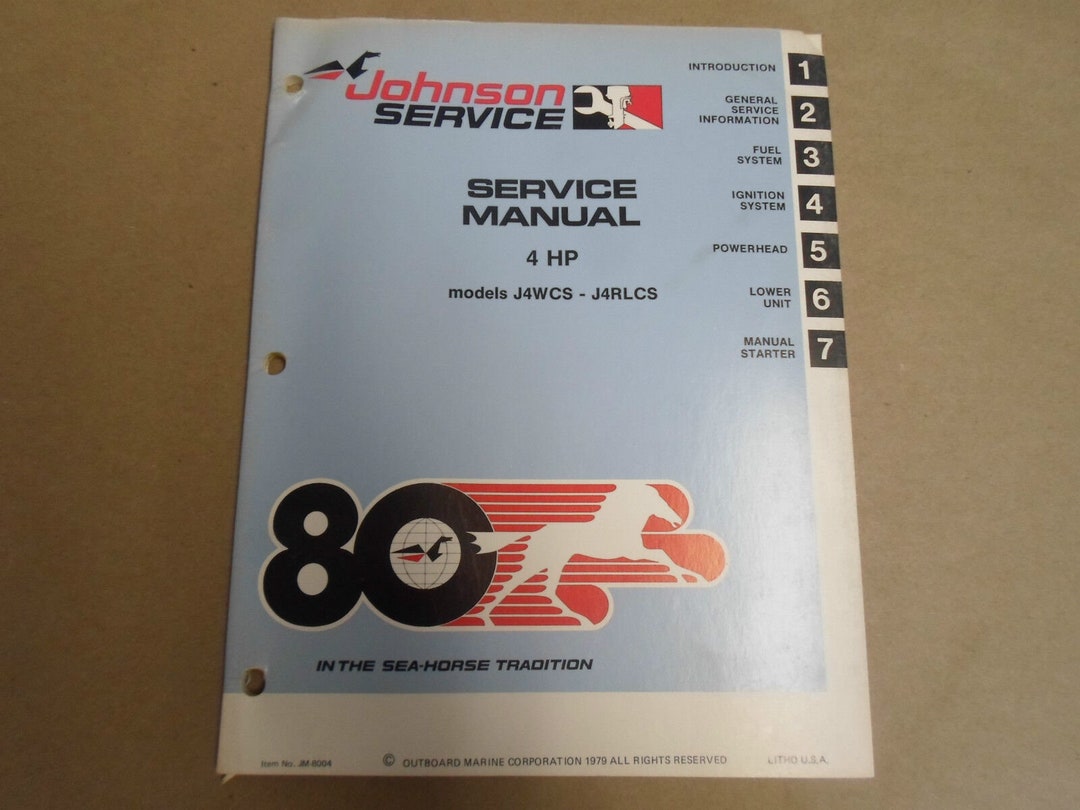 Johnson
SERVICE
SERVICE
MANUAL
4 HP
models J4WCS - J4RLCS
INTRODUCTION 1
GENERAL
SERVICE
INFORMATION 2
FUEL
SYSTEM 3
IGNITION
SYSTEM 4
POWERHEAD 5
LOWER
UNIT 6
MANUAL
STARTER 7
80
IN THE SEA-HORSE TRADITION
Item No. JM-8004
© OUTBOARD MARINE CORPORATION 1979 ALL RIGHTS RESERVED
LITHO U.S.A.